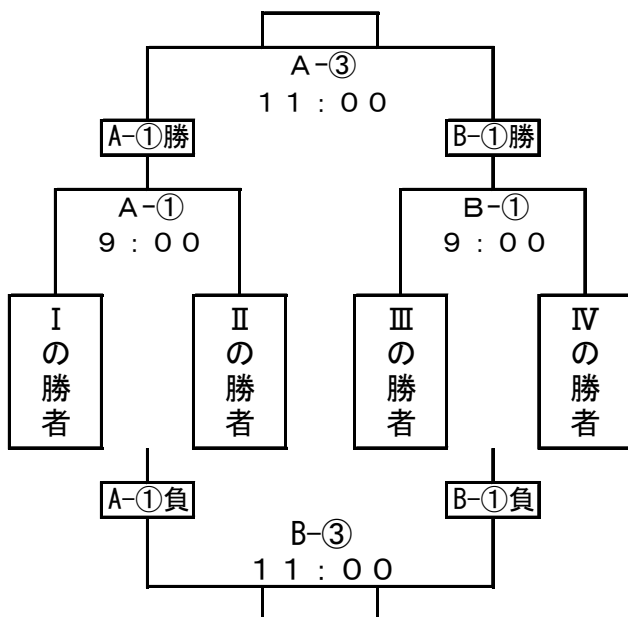 A-③
11:00
A-①勝
B-①勝
A-①
B-①
9:00
9:00
Ⅰの勝者
Ⅱの勝者
Ⅲの勝者
Ⅳの勝者
A-①負
B-①負
B-③
11:00